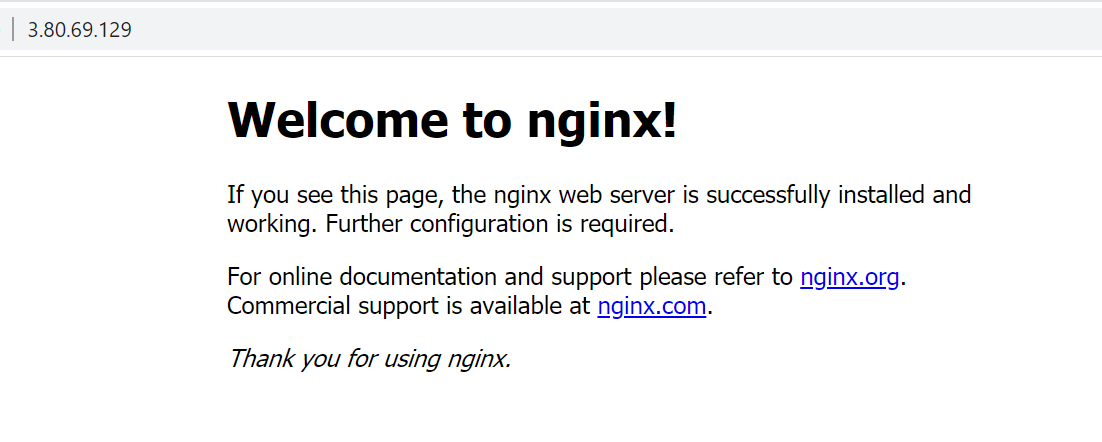 3.80.69.129
Welcome to nginx!
If you see this page, the nginx web server is successfully installed and
working. Further configuration is required.
For online documentation and support please refer to nginx.org.
Commercial support is available at nginx.com.
Thank you for using nginx.